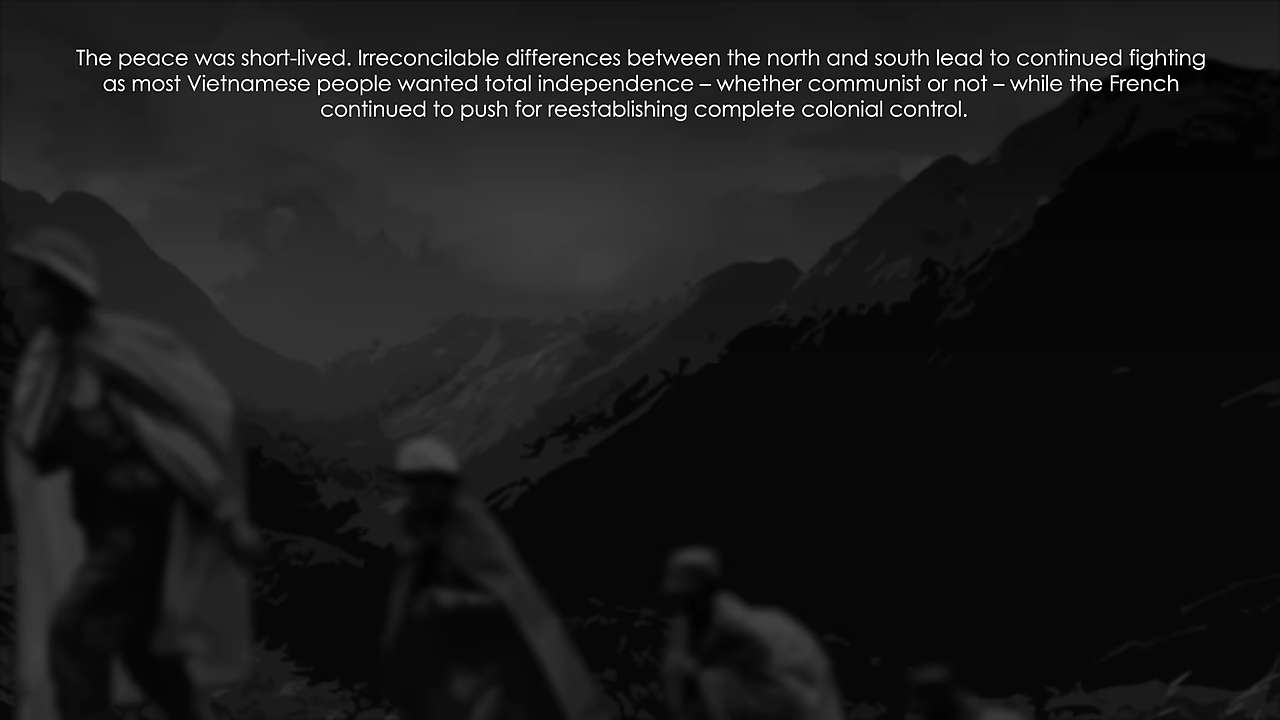 The peace was short-lived. Irreconcilable differences between the north and south lead to continued fighting
as most Vietnamese people wanted total independence – whether communist or not – while the French
continued to push for reestablishing complete colonial control.